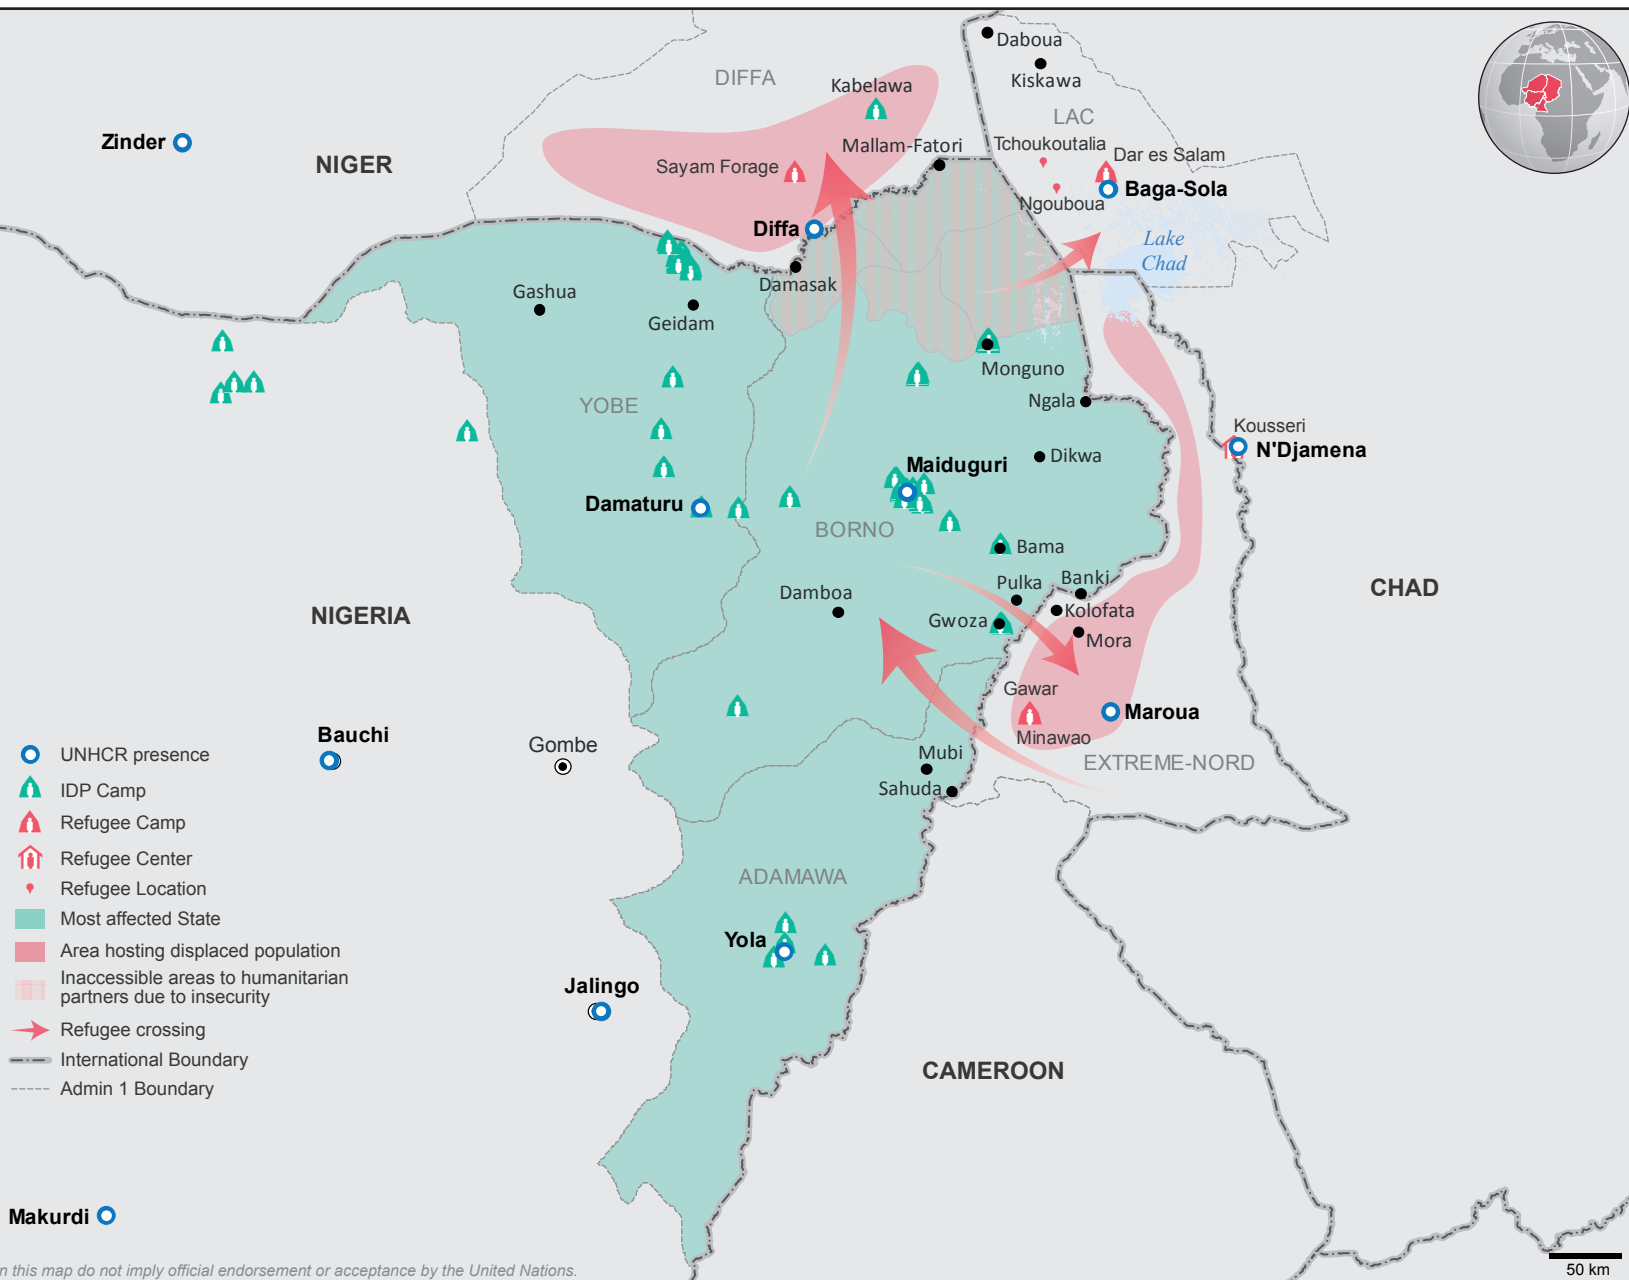 Daboua
Kiskawa
DIFFA
Kabelawa
LAC
Zinder
NIGER
Mallam-Fatori
Tchoukoutalia
Sayam Forage
Dar es Salam
Baga-Sola
Ngouboua
Diffa
Lake
Chad
Damasak
Gashua
Geidam
Monguno
Ngala
YOBE
Kousseri
N'Djamena
Maiduguri
Dikwa
Damaturu
BORNO
Bama
Pulka
Banki
CHAD
Damboa
Kolofata
NIGERIA
Gwoza
Mora
Gawar
Maroua
Minawao
Bauchi
Gombe
Mubi
EXTREME-NORD
Sahuda
ADAMAWA
Yola
Jalingo
CAMEROON
Makurdi
UNHCR presence
IDP Camp
Refugee Camp
Refugee Center
Refugee Location
Most affected State
Area hosting displaced population
Inaccessible areas to humanitarian
partners due to insecurity
Refugee crossing
International Boundary
Admin 1 Boundary
n this map do not imply official endorsement or acceptance by the United Nations.
50 km